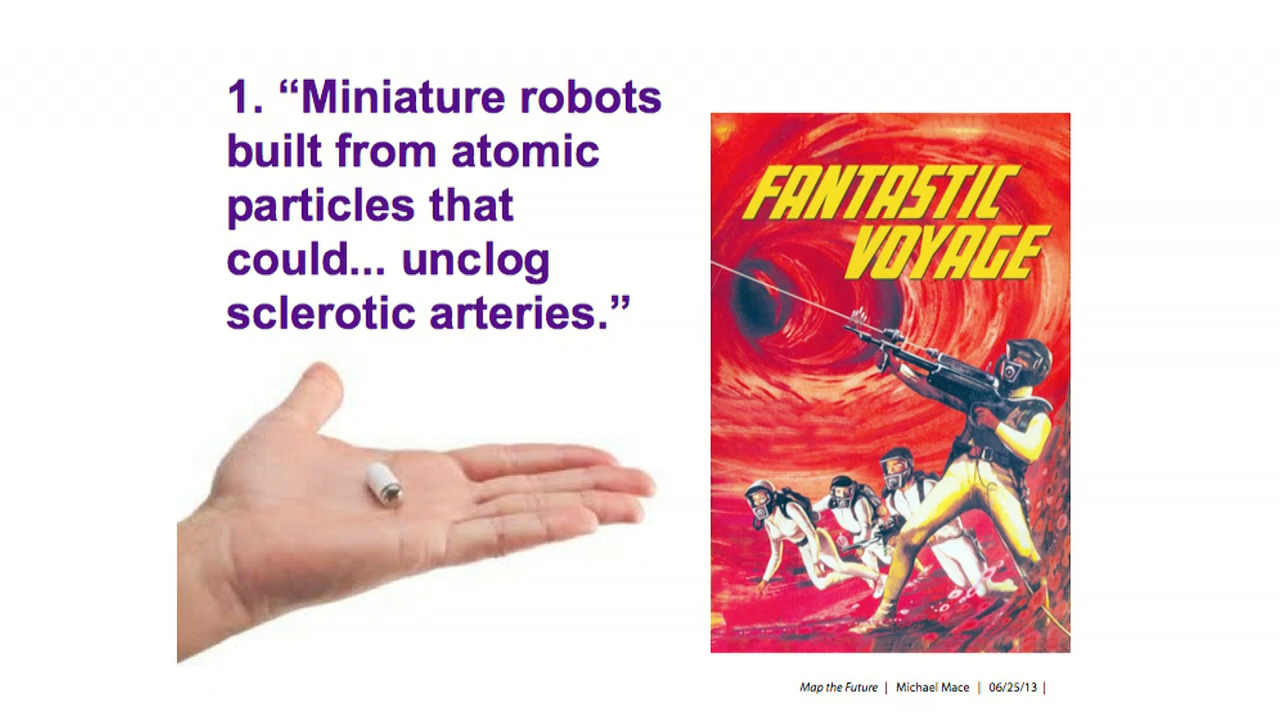 1. “Miniature robots
built from atomic
particles that
could... unclog
sclerotic arteries.”
FANTASTIC
VOYAGE
Map the Future | Michael Mace | 06/25/13 |